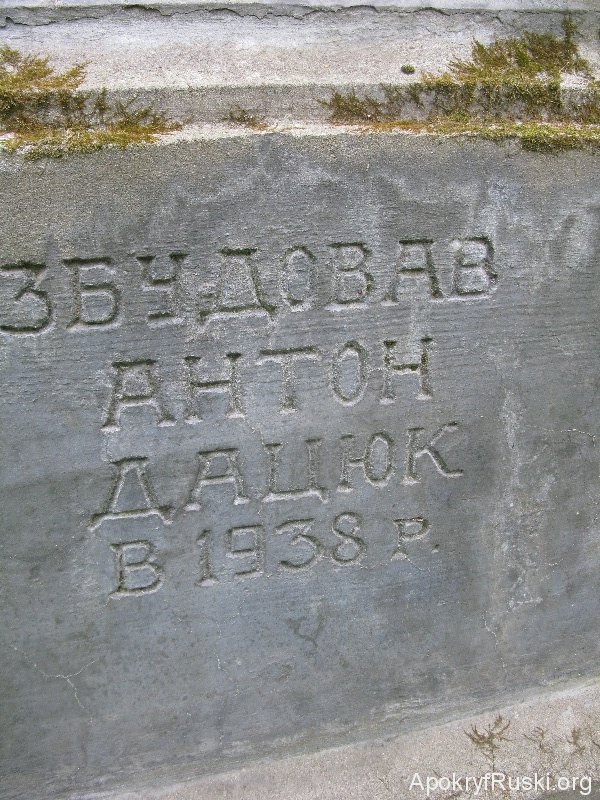 ЗБУДОВАВ
АНТОН
ДАЦЮК
В 1938 Р.
ApokryfRuski.org